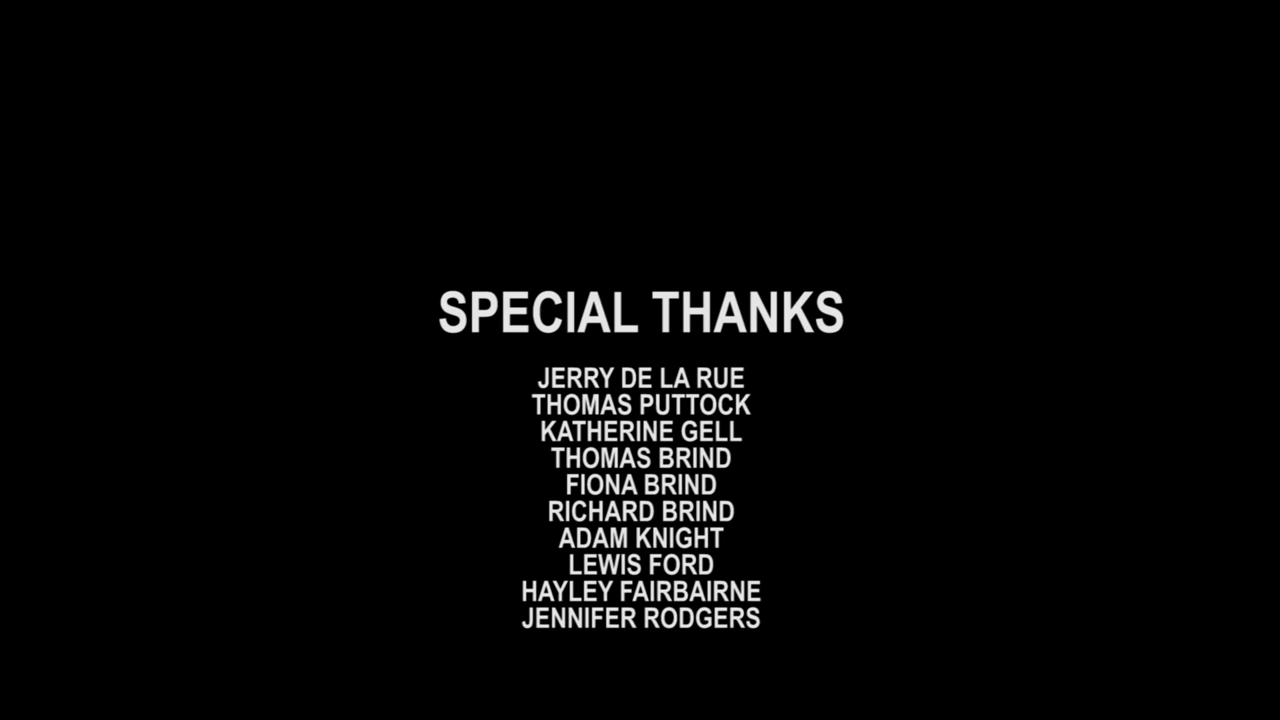 SPECIAL THANKS
JERRY DE LA RUE
THOMAS PUTTOCK
KATHERINE GELL
THOMAS BRIND
FIONA BRIND
RICHARD BRIND
ADAM KNIGHT
LEWIS FORD
HAYLEY FAIRBAIRNE
JENNIFER RODGERS